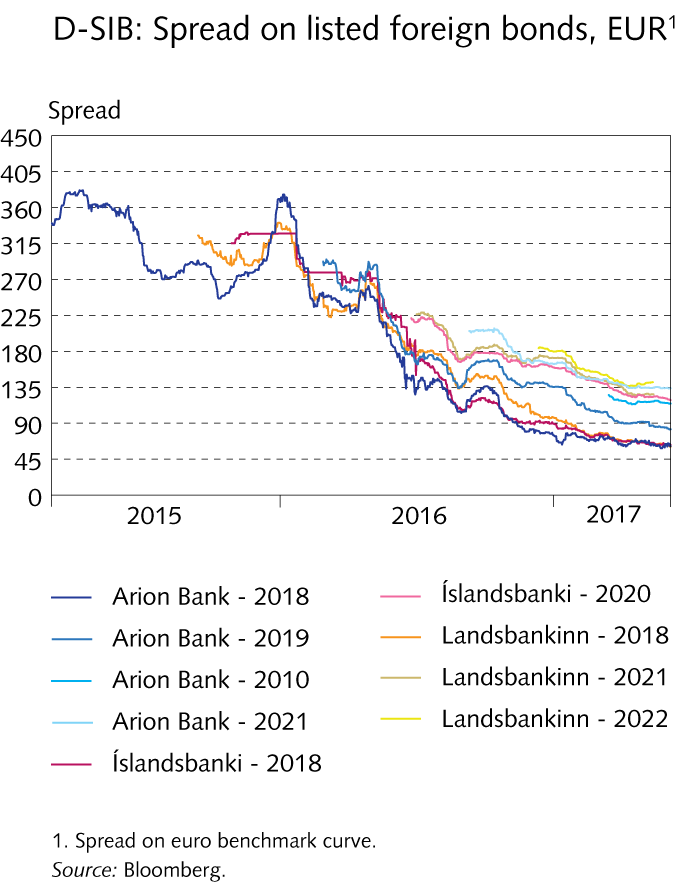 D-SIB: Spread on listed foreign bonds, EUR¹
Spread
450
405
360
315
270
225
180
135
90
45
0
2015 2016 2017
Arion Bank - 2018
Arion Bank - 2019
Arion Bank - 2010
Arion Bank - 2021
Íslandsbanki - 2018
Íslandsbanki - 2020
Landsbankinn - 2018
Landsbankinn - 2021
Landsbankinn - 2022
1. Spread on euro benchmark curve.
Source: Bloomberg.